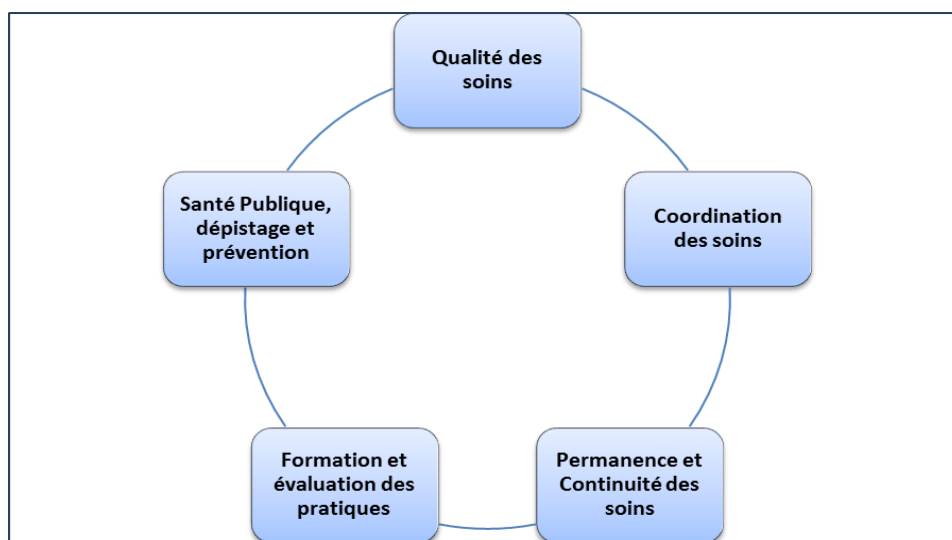 Qualité des
soins
Coordination
des soins
Permanence et
Continuité des
soins
Formation et
évaluation des
pratiques
Santé Publique,
dépistage et
prévention